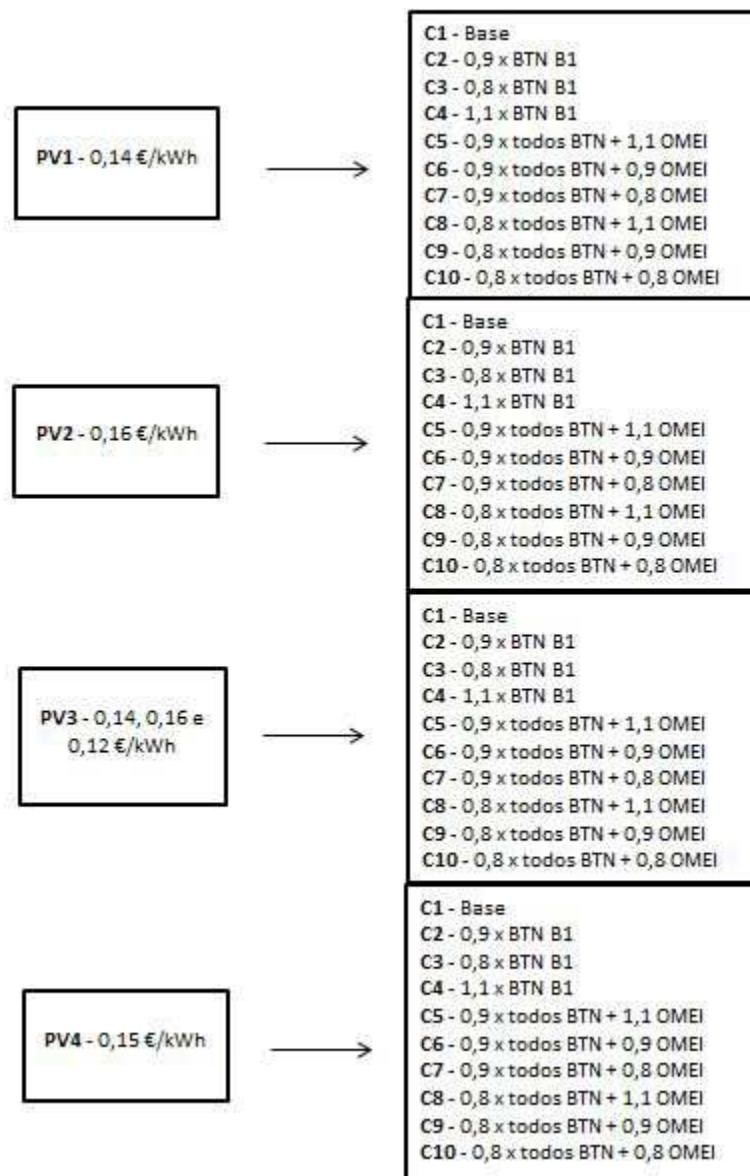 PV1 - 0,14 €/kWh
C1 - Base
C2 - 0,9 x BTN B1
C3 - 0,8 x BTN B1
C4 - 1,1 x BTN B1
C5 - 0,9 x todos BTN + 1,1 OMEI
C6 - 0,9 x todos BTN + 0,9 OMEI
C7 - 0,9 x todos BTN + 0,8 OMEI
C8 - 0,8 x todos BTN + 1,1 OMEI
C9 - 0,8 x todos BTN + 0,9 OMEI
C10 - 0,8 x todos BTN + 0,8 OMEI
PV2 - 0,16 €/kWh
C1 - Base
C2 - 0,9 x BTN B1
C3 - 0,8 x BTN B1
C4 - 1,1 x BTN B1
C5 - 0,9 x todos BTN + 1,1 OMEI
C6 - 0,9 x todos BTN + 0,9 OMEI
C7 - 0,9 x todos BTN + 0,8 OMEI
C8 - 0,8 x todos BTN + 1,1 OMEI
C9 - 0,8 x todos BTN + 0,9 OMEI
C10 - 0,8 x todos BTN + 0,8 OMEI
PV3 - 0,14, 0,16 e
0,12 €/kWh
C1 - Base
C2 - 0,9 x BTN B1
C3 - 0,8 x BTN B1
C4 - 1,1 x BTN B1
C5 - 0,9 x todos BTN + 1,1 OMEI
C6 - 0,9 x todos BTN + 0,9 OMEI
C7 - 0,9 x todos BTN + 0,8 OMEI
C8 - 0,8 x todos BTN + 1,1 OMEI
C9 - 0,8 x todos BTN + 0,9 OMEI
C10 - 0,8 x todos BTN + 0,8 OMEI
PV4 - 0,15 €/kWh
C1 - Base
C2 - 0,9 x BTN B1
C3 - 0,8 x BTN B1
C4 - 1,1 x BTN B1
C5 - 0,9 x todos BTN + 1,1 OMEI
C6 - 0,9 x todos BTN + 0,9 OMEI
C7 - 0,9 x todos BTN + 0,8 OMEI
C8 - 0,8 x todos BTN + 1,1 OMEI
C9 - 0,8 x todos BTN + 0,9 OMEI
C10 - 0,8 x todos BTN + 0,8 OMEI